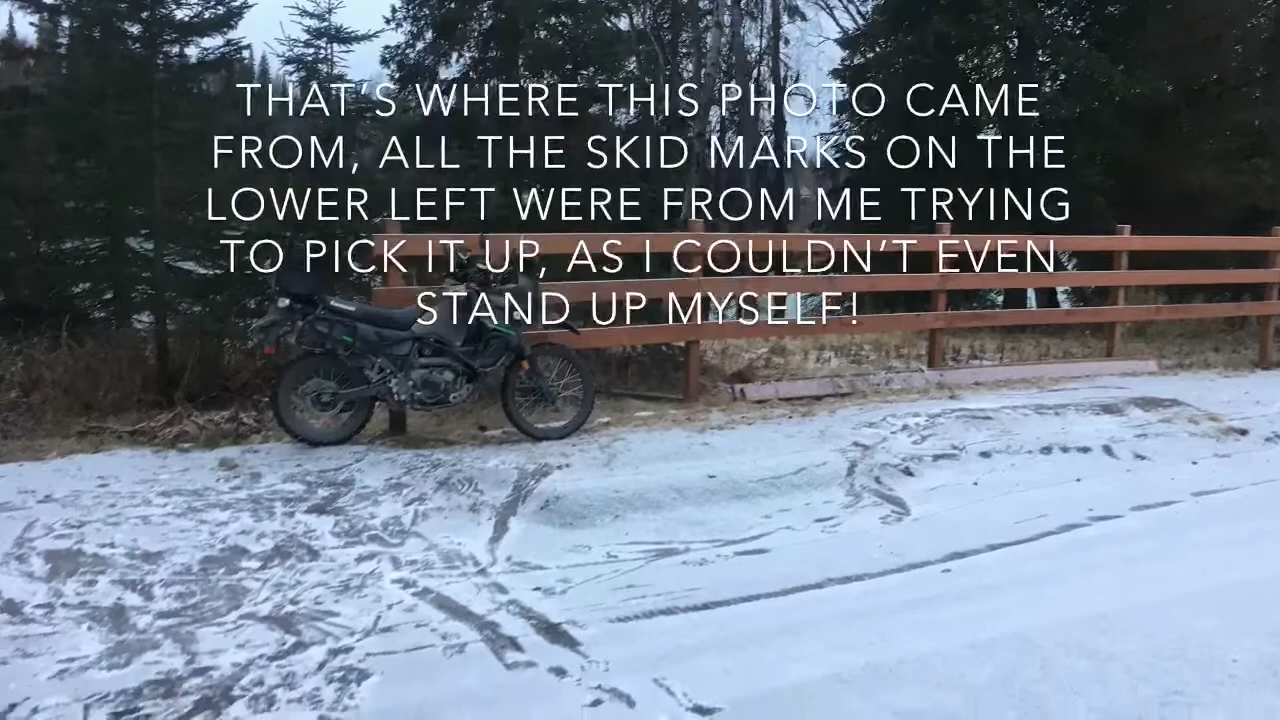 THAT'S WHERE THIS PHOTO CAME
FROM, ALL THE SKID MARKS ON THE
LOWER LEFT WERE FROM ME TRYING
TO PICK IT UP, AS I COULDN'T EVEN
STAND UP MYSELF!